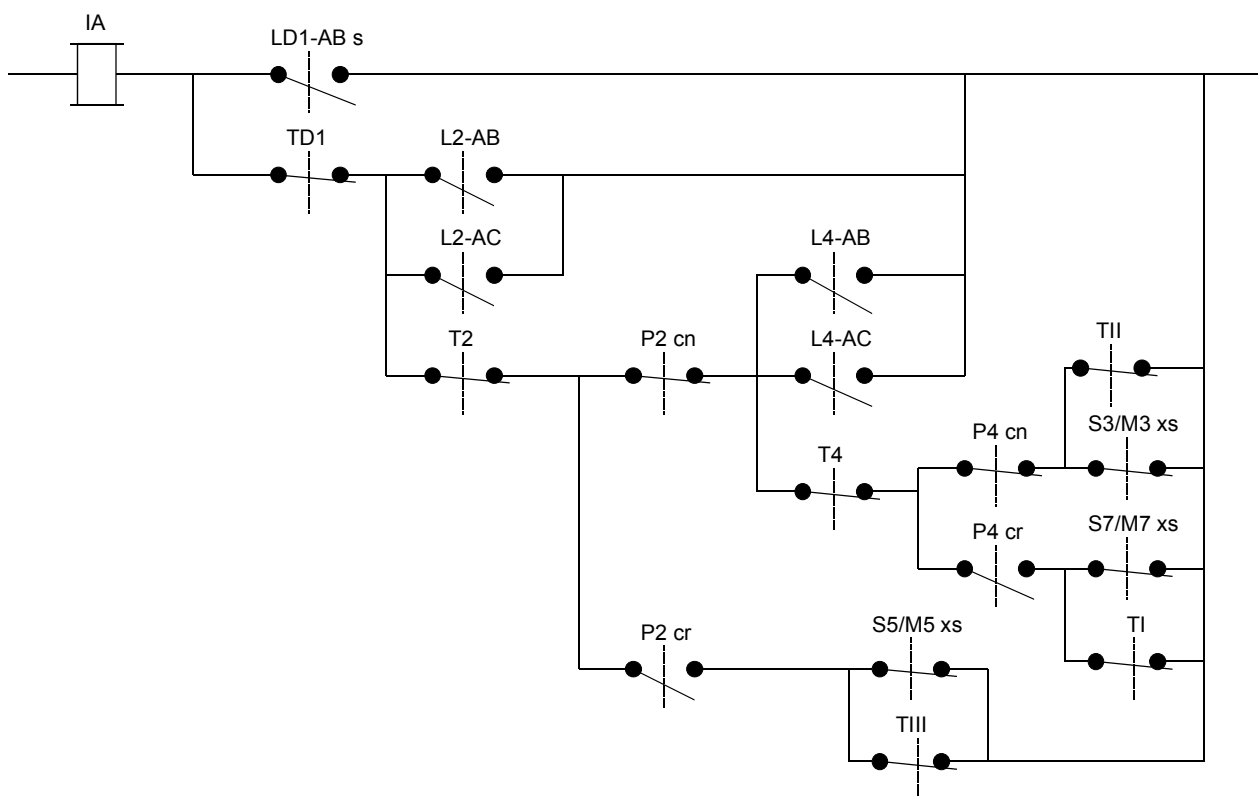 IA
LD1-AB s
TD1
L2-AB
L2-AC
L4-AB
T2
P2 cn
L4-AC
TII
P4 cn
S3/M3 xs
T4
P4 cr
S7/M7 xs
P2 cr
S5/M5 xs
TI
TIII